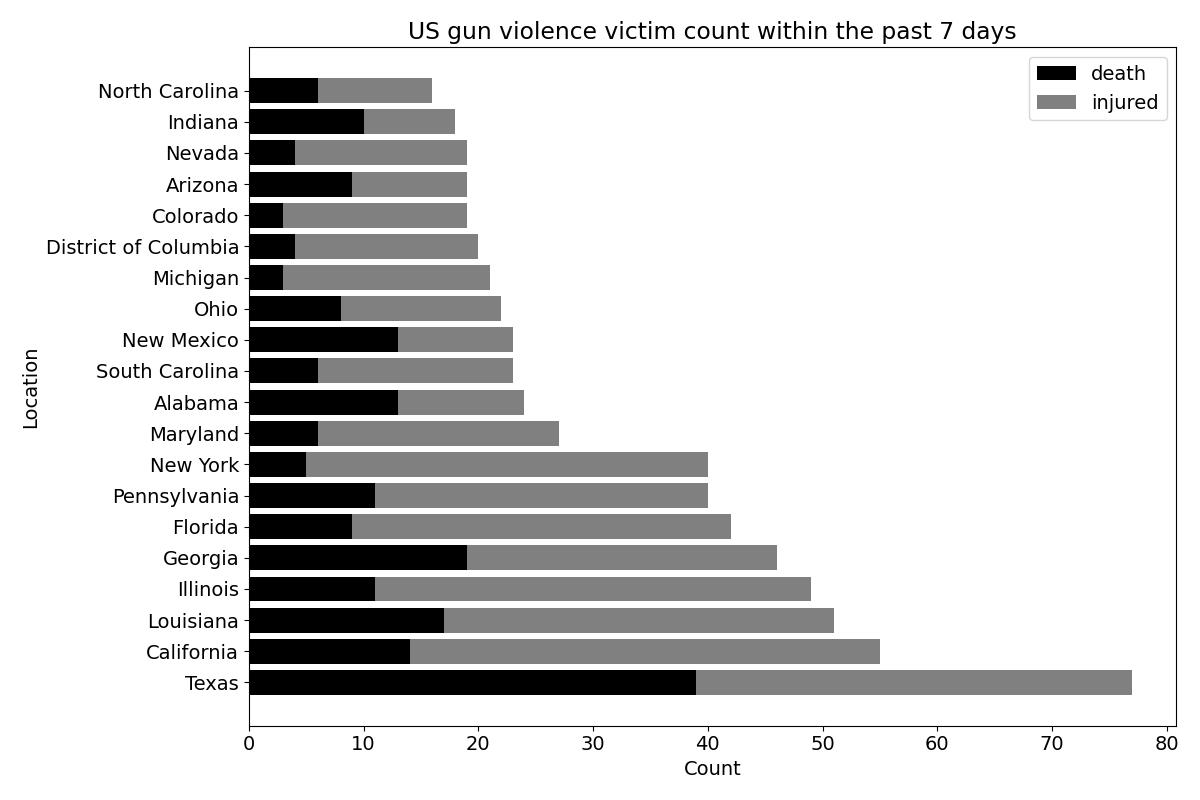 US gun violence victim count within the past 7 days
death
injured
North Carolina
Indiana
Nevada
Arizona
Colorado
District of Columbia
Michigan
Ohio
New Mexico
South Carolina
Alabama
Maryland
New York
Pennsylvania
Florida
Georgia
Illinois
Louisiana
California
Texas
Location
0 10 20 30 40 50 60 70 80
Count